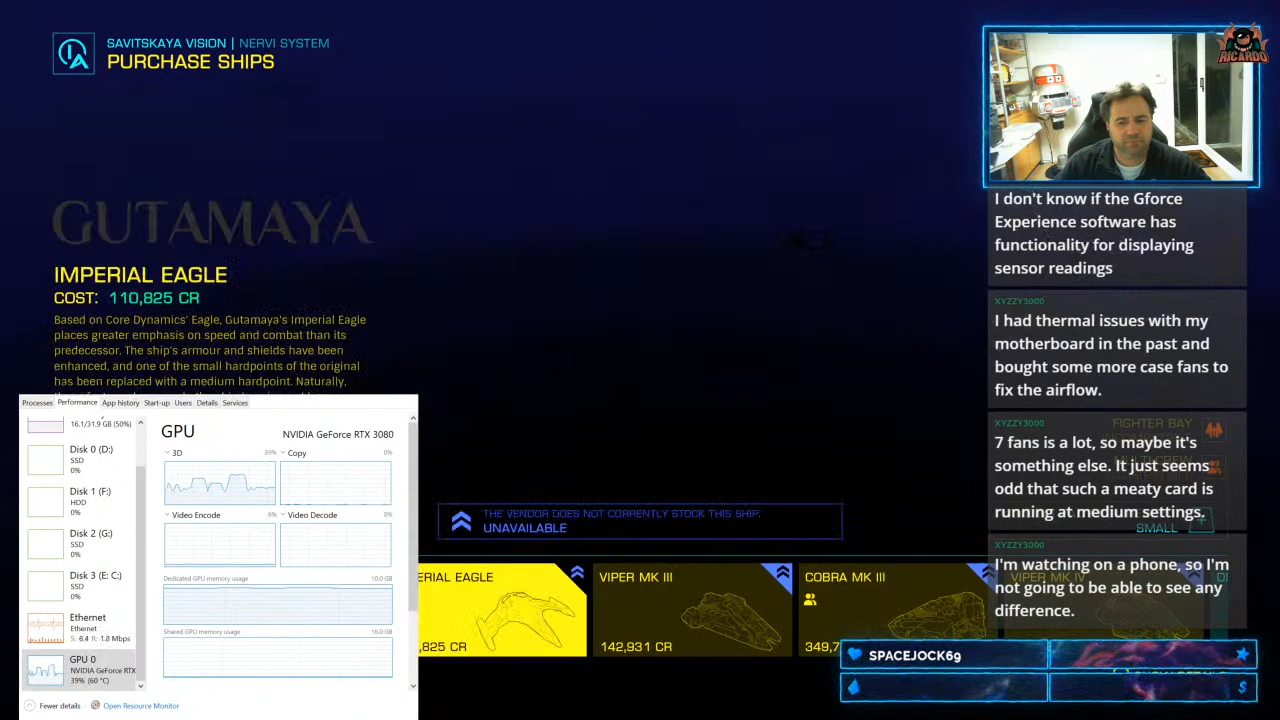 SAVITSKAYA VISION | NERVI SYSTEM
PURCHASE SHIPS
GUTAMAYA
IMPERIAL EAGLE
COST: 110,825 CR
Based on Core Dynamics' Eagle, Gutamaya's Imperial Eagle
places greater emphasis on speed and combat than its
predecessor. The ship's armour and shields have been
enhanced, and one of the small hardpoints of the original
has been replaced with a medium hardpoint. Naturally,
Processes Performance App history Start-up Users Details Services
16.1/31.9 GB (50%)
Disk 0 (D:)
SSD
0%
Disk 1 (F:)
HDD
0%
Disk 2 (G:)
SSD
0%
Disk 3 (E: C:)
SSD
0%
Ethernet
Ethernet
S: 6.4 R: 1.8 Mbps
GPU 0
NVIDIA GeForce RTX
39% (60 °C)
GPU
NVIDIA GeForce RTX 3080
3D 39%
Copy 0%
Video Encode 6%
Video Decode 0%
Dedicated GPU memory usage 10.0 GB
Shared GPU memory usage 16.0 GB
Fewer details
Open Resource Monitor
THE VENDOR DOES NOT CURRENTLY STOCK THIS SHIP.
UNAVAILABLE
ERIAL EAGLE
825 CR
VIPER MK III
142,931 CR
COBRA MK III
349,7
VIPER MK IV
RICARDO
I don't know if the Gforce
Experience software has
functionality for displaying
sensor readings
XYZZY3000
I had thermal issues with my
motherboard in the past and
bought some more case fans to
fix the airflow.
FIGHTER BAY
MULTI-CREW
SMALL
XYZZY3000
7 fans is a lot, so maybe it's
something else. It just seems
odd that such a meaty card is
running at medium settings.
XYZZY3000
I'm watching on a phone, so I'm
not going to be able to see any
difference.
SPACEJOCK69